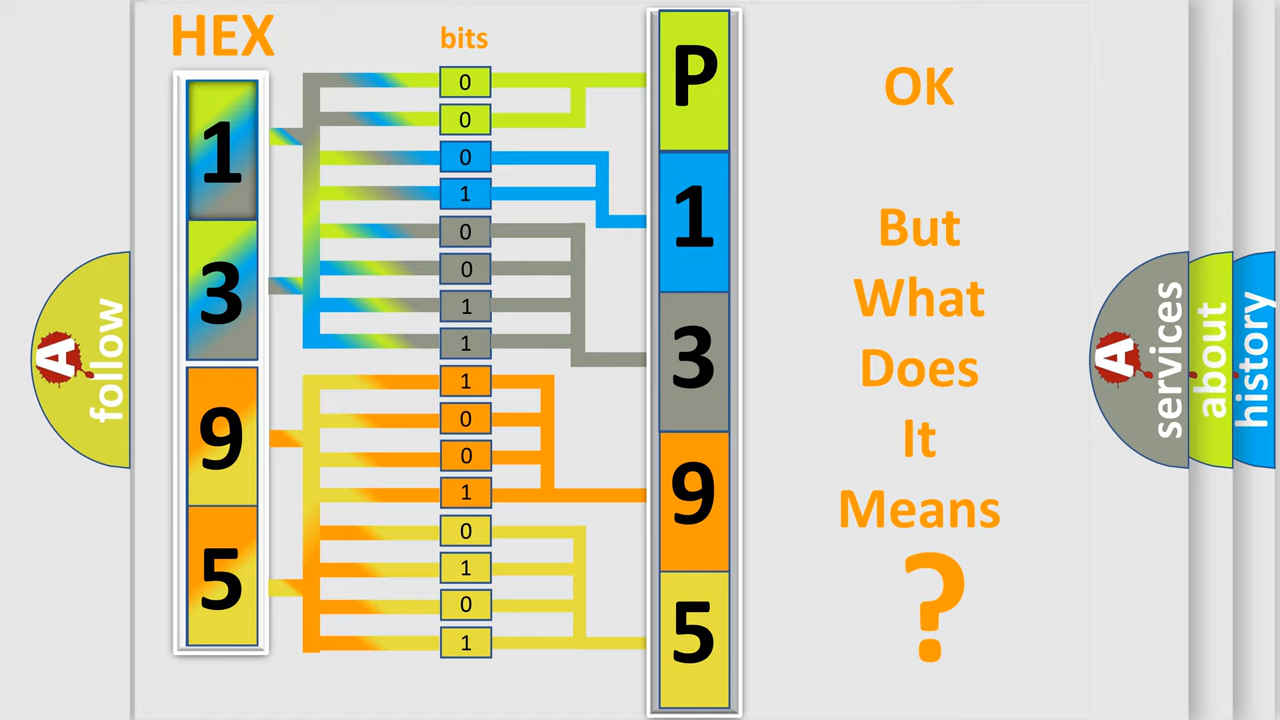 HEX
bits
1
3
9
5
0
0
0
1
0
0
1
1
1
0
0
1
0
1
0
1
P
1
3
9
5
OK
But
What
Does
It
Means
?
A
follow
A
services
about
history